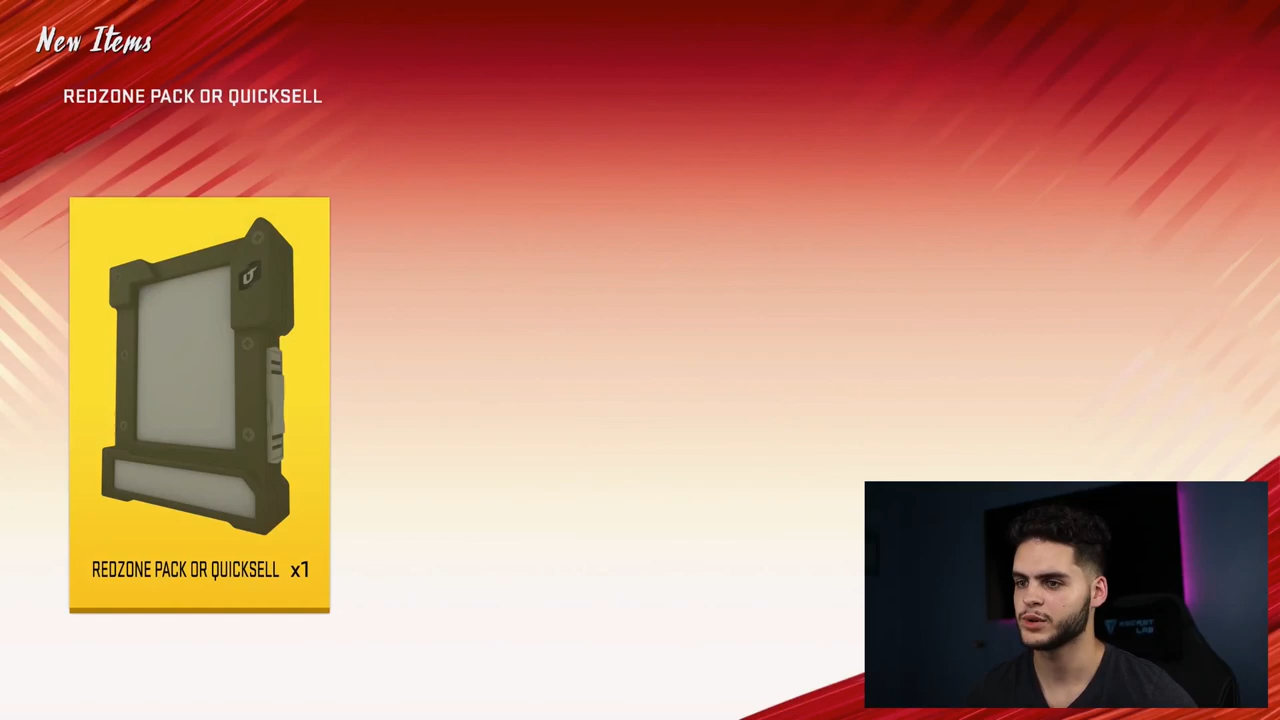 New Items
REDZONE PACK OR QUICKSELL
REDZONE PACK OR QUICKSELL x1